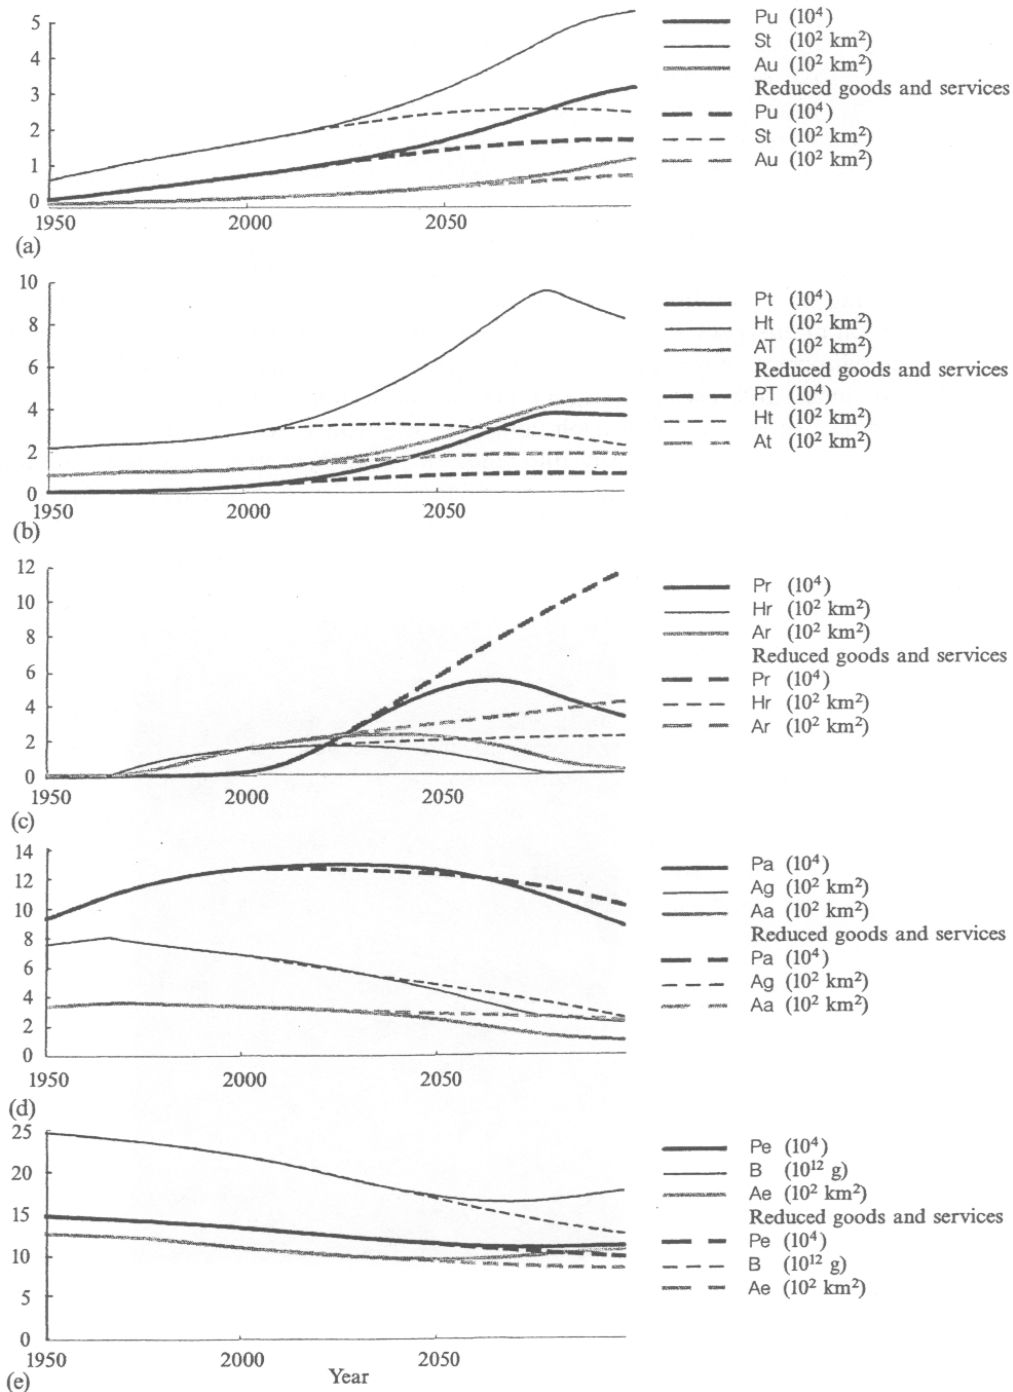 5
4
3
2
1
0
1950 2000 2050
(a)
Pu (10⁴)
St (10² km²)
Au (10² km²)
Reduced goods and services
Pu (10⁴)
St (10² km²)
Au (10² km²)
10
8
6
4
2
0
1950 2000 2050
(b)
Pt (10⁴)
Ht (10² km²)
AT (10² km²)
Reduced goods and services
PT (10⁴)
Ht (10² km²)
At (10² km²)
12
10
8
6
4
2
0
1950 2000 2050
(c)
Pr (10⁴)
Hr (10² km²)
Ar (10² km²)
Reduced goods and services
Pr (10⁴)
Hr (10² km²)
Ar (10² km²)
14
12
10
8
6
4
2
0
1950 2000 2050
(d)
Pa (10⁴)
Ag (10² km²)
Aa (10² km²)
Reduced goods and services
Pa (10⁴)
Ag (10² km²)
Aa (10² km²)
25
20
15
10
5
0
1950 2000 2050
Year
(e)
Pe (10⁴)
B (10¹² g)
Ae (10² km²)
Reduced goods and services
Pe (10⁴)
B (10¹² g)
Ae (10² km²)